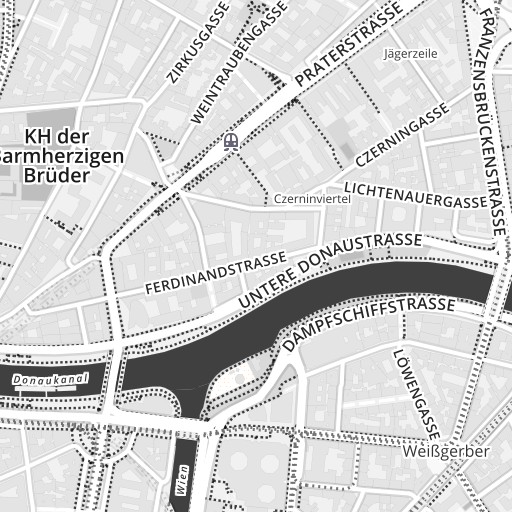 ZIRKUSGASSE
WEINTRAUBENGASSE
PRATERSTRASSE
Jägerzeile
FRANZENSBRÜCKENSTRASSE
KH der
Barmherzigen
Brüder
CZERNINGASSE
LICHTENAUERGASSE
Czerninviertel
FERDINANDSTRASSE
UNTERE DONAUSTRASSE
DAMPFSCHIFFSTRASSE
Donaukanal
LÖWENGASSE
Weißgerber
Wien